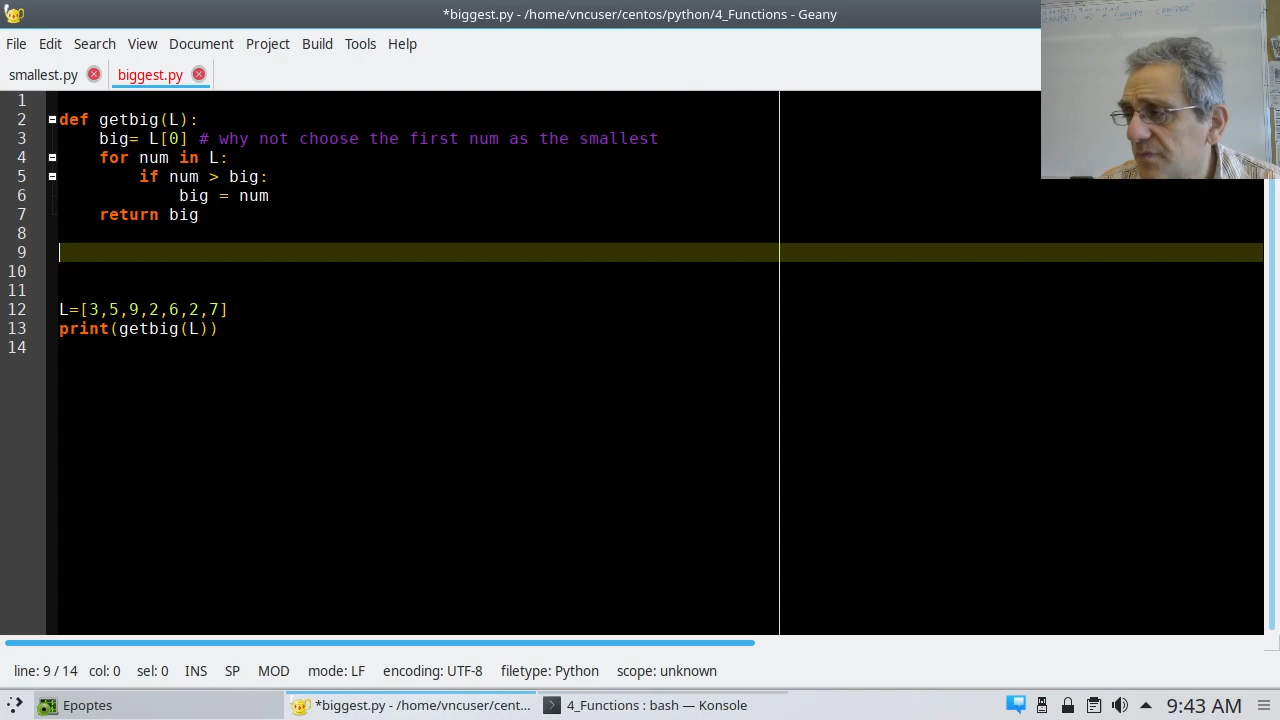 *biggest.py - /home/vncuser/centos/python/4_Functions - Geany
File Edit Search View Document Project Build Tools Help
smallest.py biggest.py
1
2 def getbig(L):
3 big= L[0] # why not choose the first num as the smallest
4 for num in L:
5 if num > big:
6 big = num
7 return big
8
9
10
11
12 L=[3,5,9,2,6,2,7]
13 print(getbig(L))
14
line: 9 / 14 col: 0 sel: 0 INS SP MOD mode: LF encoding: UTF-8 filetype: Python scope: unknown
Epoptes *biggest.py - /home/vncuser/cent... 4_Functions : bash — Konsole 9:43 AM